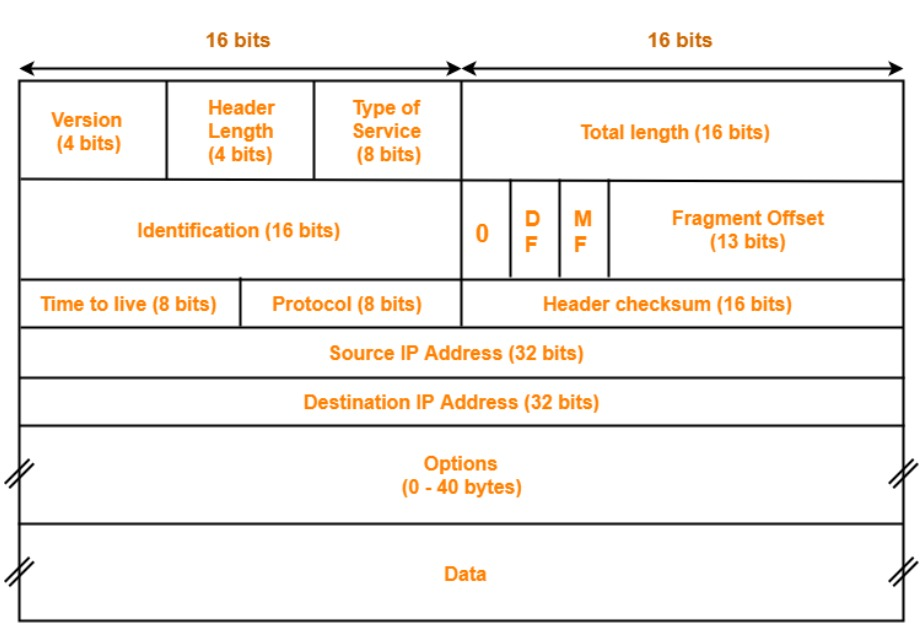 16 bits
16 bits
Version
(4 bits)
Header
Length
(4 bits)
Type of
Service
(8 bits)
Total length (16 bits)
Identification (16 bits)
0
D
F
M
F
Fragment Offset
(13 bits)
Time to live (8 bits)
Protocol (8 bits)
Header checksum (16 bits)
Source IP Address (32 bits)
Destination IP Address (32 bits)
Options
(0 - 40 bytes)
Data